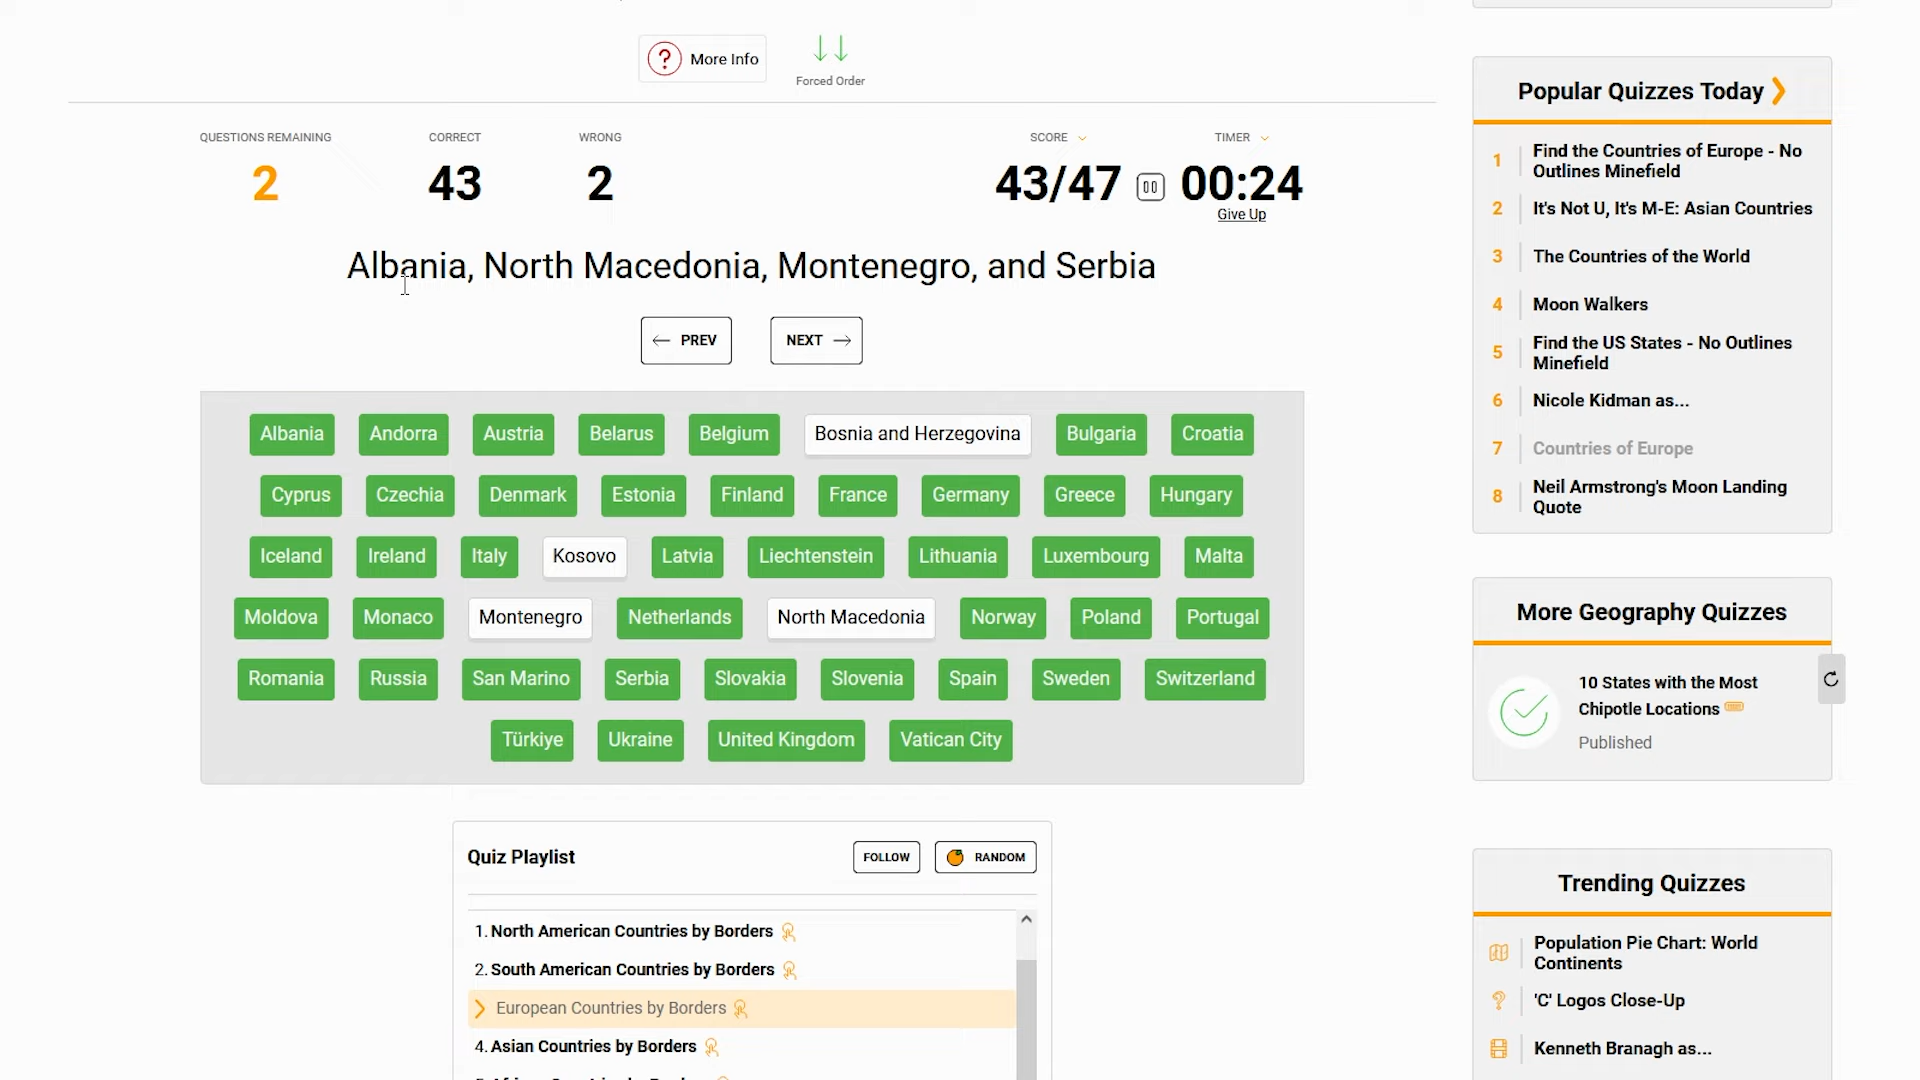 ? More Info
Forced Order
QUESTIONS REMAINING
2
CORRECT
43
WRONG
2
SCORE
43/47
TIMER
00:24
Give Up
Albania, North Macedonia, Montenegro, and Serbia
← PREV
NEXT →
Albania Andorra Austria Belarus Belgium Bosnia and Herzegovina Bulgaria Croatia
Cyprus Czechia Denmark Estonia Finland France Germany Greece Hungary
Iceland Ireland Italy Kosovo Latvia Liechtenstein Lithuania Luxembourg Malta
Moldova Monaco Montenegro Netherlands North Macedonia Norway Poland Portugal
Romania Russia San Marino Serbia Slovakia Slovenia Spain Sweden Switzerland
Türkiye Ukraine United Kingdom Vatican City
Quiz Playlist
FOLLOW
RANDOM
1. North American Countries by Borders
2. South American Countries by Borders
European Countries by Borders
4. Asian Countries by Borders
Popular Quizzes Today
1 Find the Countries of Europe - No
Outlines Minefield
2 It's Not U, It's M-E: Asian Countries
3 The Countries of the World
4 Moon Walkers
5 Find the US States - No Outlines
Minefield
6 Nicole Kidman as...
7 Countries of Europe
8 Neil Armstrong's Moon Landing
Quote
More Geography Quizzes
10 States with the Most
Chipotle Locations
Published
Trending Quizzes
Population Pie Chart: World
Continents
'C' Logos Close-Up
Kenneth Branagh as...